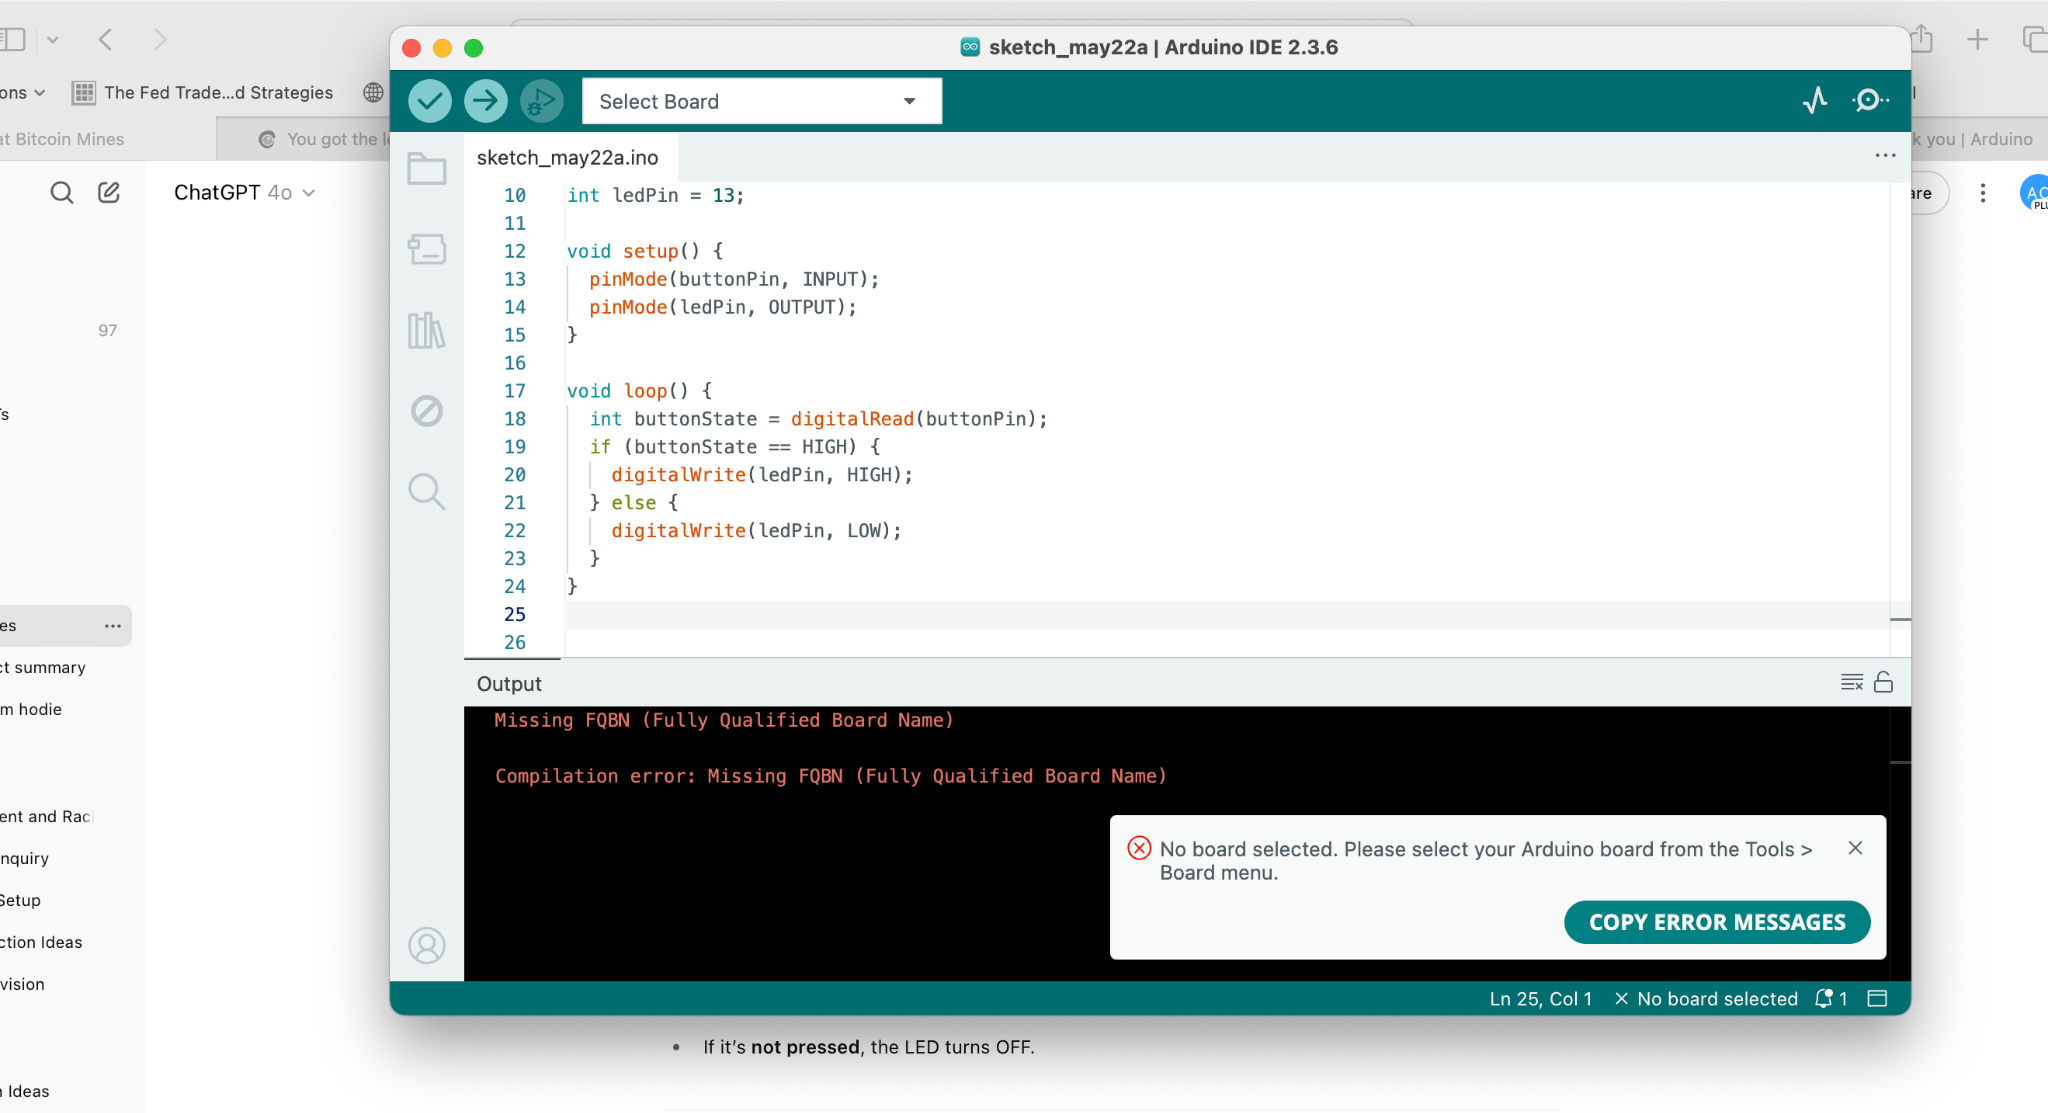 sketch_may22a | Arduino IDE 2.3.6
ons
The Fed Trade...d Strategies
at Bitcoin Mines
You got the l
k you | Arduino
Select Board
ChatGPT 4o
are
AC
PLU
97
's
es
ct summary
m hodie
ent and Rac
nquiry
Setup
ction Ideas
vision
n Ideas
sketch_may22a.ino
10 int ledPin = 13;
11
12 void setup() {
13 pinMode(buttonPin, INPUT);
14 pinMode(ledPin, OUTPUT);
15 }
16
17 void loop() {
18 int buttonState = digitalRead(buttonPin);
19 if (buttonState == HIGH) {
20 digitalWrite(ledPin, HIGH);
21 } else {
22 digitalWrite(ledPin, LOW);
23 }
24 }
25
26
Output
Missing FQBN (Fully Qualified Board Name)
Compilation error: Missing FQBN (Fully Qualified Board Name)
No board selected. Please select your Arduino board from the Tools >
Board menu.
COPY ERROR MESSAGES
Ln 25, Col 1 × No board selected 1
• If it's not pressed, the LED turns OFF.